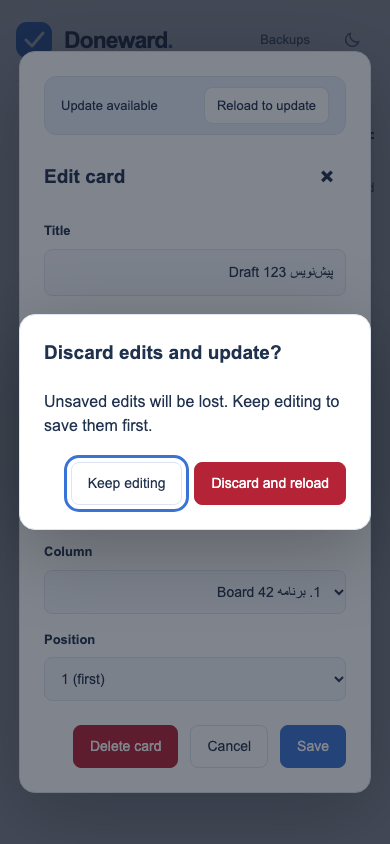 Doneward.
Backups
Update available
Reload to update
Edit card
Title
پیش‌نویس Draft 123
Discard edits and update?
Unsaved edits will be lost. Keep editing to
save them first.
Keep editing
Discard and reload
Column
1. برنامه Board 42
Position
1 (first)
Delete card
Cancel
Save